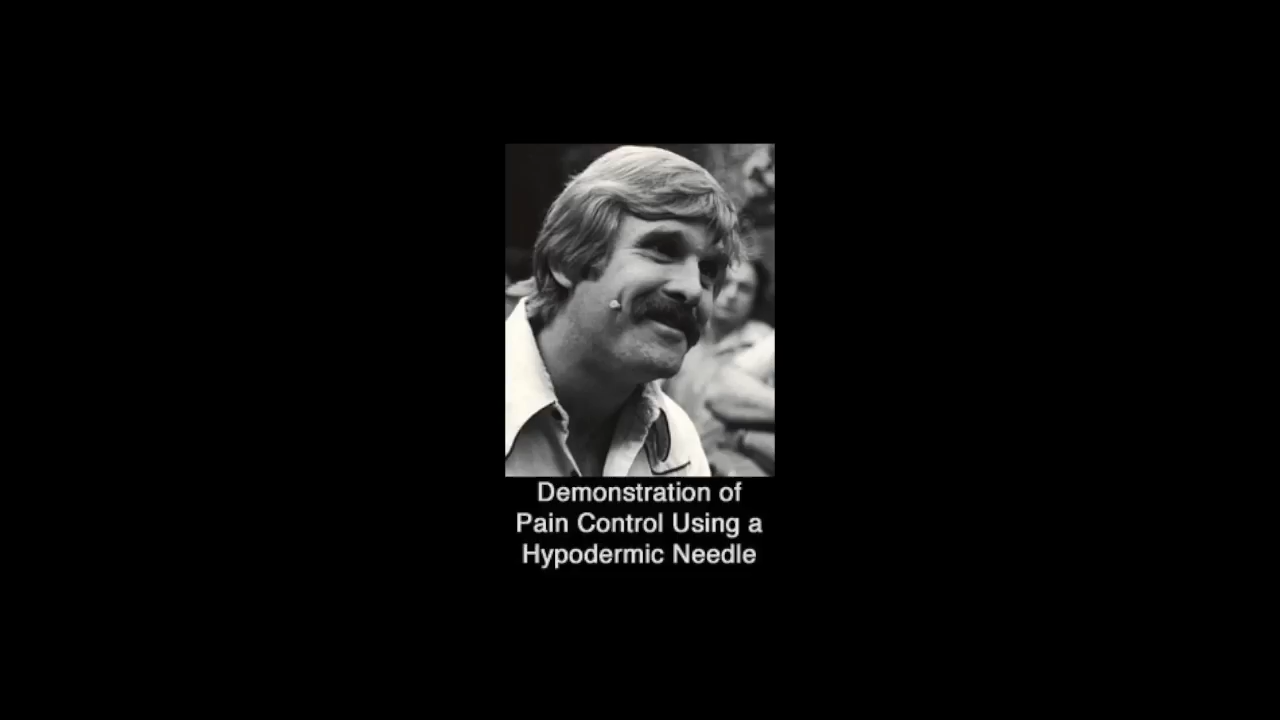 Demonstration of
Pain Control Using a
Hypodermic Needle